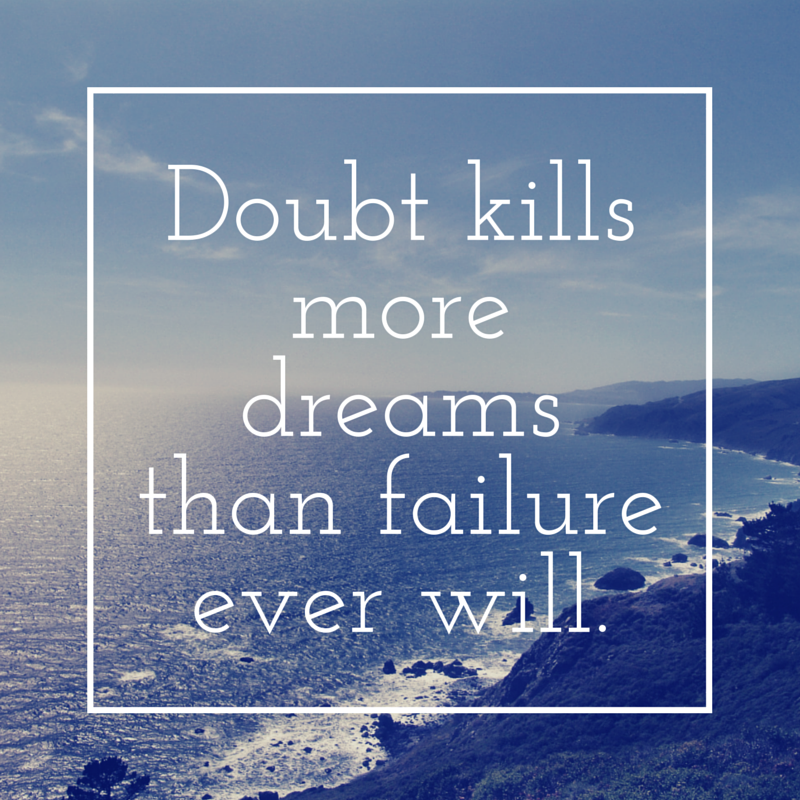 Doubt kills
more
dreams
than failure
ever will.